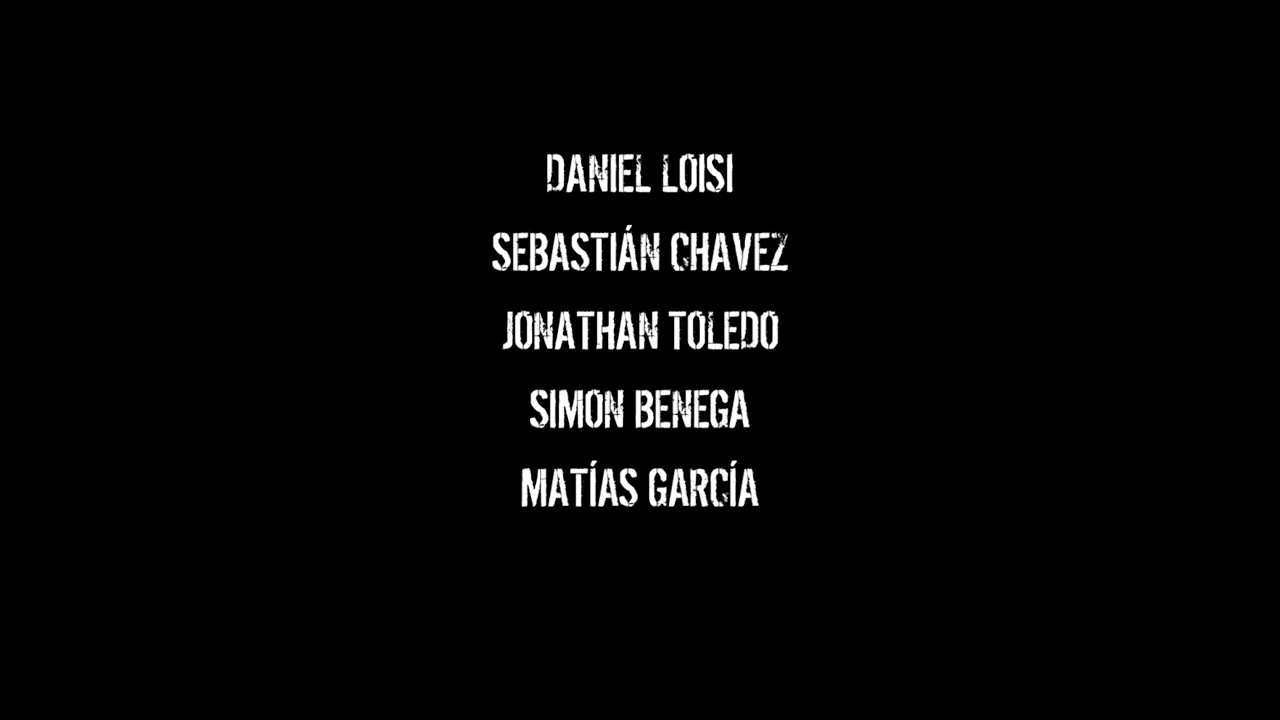 DANIEL LOISI
SEBASTIÁN CHAVEZ
JONATHAN TOLEDO
SIMON BENEGA
MATÍAS GARCÍA